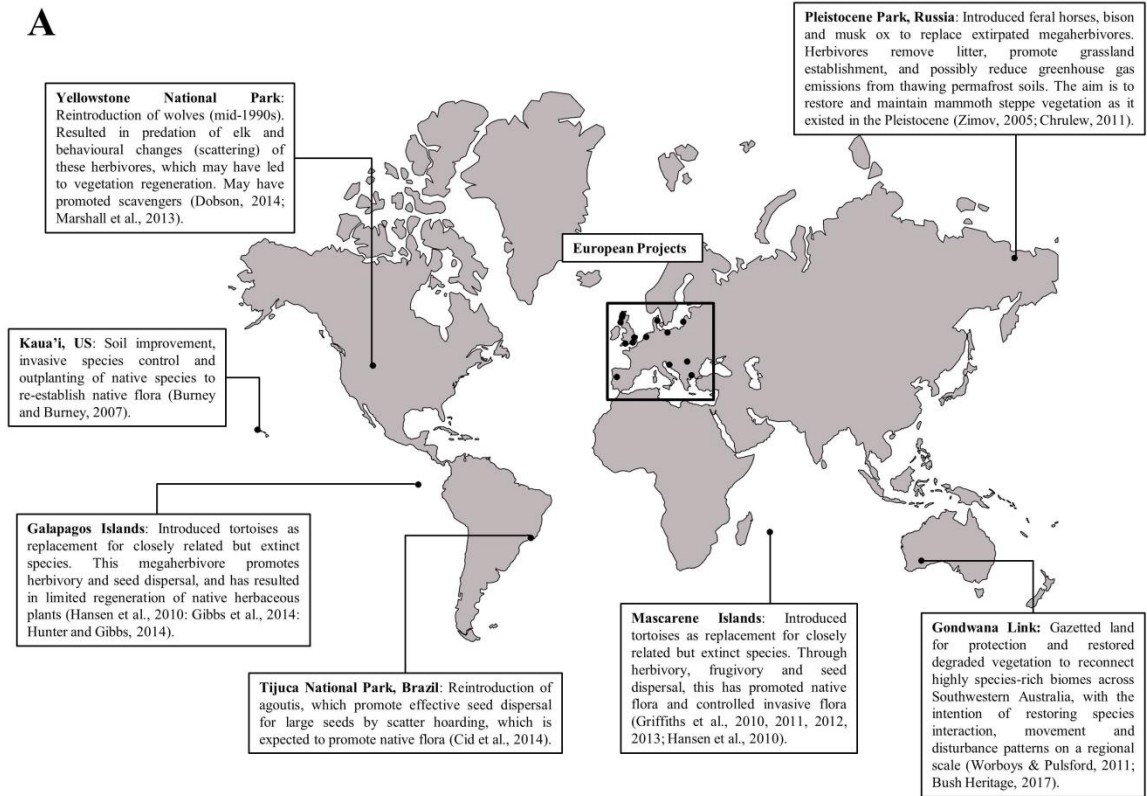 A
Pleistocene Park, Russia: Introduced feral horses, bison
and musk ox to replace extirpated megaherbivores.
Herbivores remove litter, promote grassland
establishment, and possibly reduce greenhouse gas
emissions from thawing permafrost soils. The aim is to
restore and maintain mammoth steppe vegetation as it
existed in the Pleistocene (Zimov, 2005; Chrulew, 2011).
Yellowstone National Park:
Reintroduction of wolves (mid-1990s).
Resulted in predation of elk and
behavioural changes (scattering) of
these herbivores, which may have led
to vegetation regeneration. May have
promoted scavengers (Dobson, 2014;
Marshall et al., 2013).
European Projects
Kaua'i, US: Soil improvement,
invasive species control and
outplanting of native species to
re-establish native flora (Burney
and Burney, 2007).
Galapagos Islands: Introduced tortoises as
replacement for closely related but extinct
species. This megaherbivore promotes
herbivory and seed dispersal, and has resulted
in limited regeneration of native herbaceous
plants (Hansen et al., 2010: Gibbs et al., 2014:
Hunter and Gibbs, 2014).
Tijuca National Park, Brazil: Reintroduction of
agoutis, which promote effective seed dispersal
for large seeds by scatter hoarding, which is
expected to promote native flora (Cid et al., 2014).
Mascarene Islands: Introduced
tortoises as replacement for closely
related but extinct species. Through
herbivory, frugivory and seed
dispersal, this has promoted native
flora and controlled invasive flora
(Griffiths et al., 2010, 2011, 2012,
2013; Hansen et al., 2010).
Gondwana Link: Gazetted land
for protection and restored
degraded vegetation to reconnect
highly species-rich biomes across
Southwestern Australia, with the
intention of restoring species
interaction, movement and
disturbance patterns on a regional
scale (Worboys & Pulsford, 2011;
Bush Heritage, 2017).